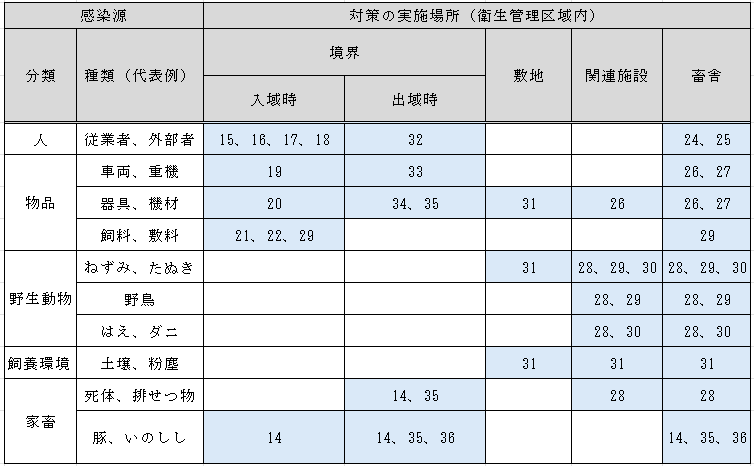 感染源 対策の実施場所（衛生管理区域内）
分類 種類（代表例） 境界 敷地 関連施設 畜舎
入域時 出域時
人 従業者、外部者 15、16、17、18 32 24、25
物品 車両、重機 19 33 26、27
器具、機材 20 34、35 31 26 26、27
飼料、敷料 21、22、29 29
野生動物 ねずみ、たぬき 31 28、29、30 28、29、30
野鳥 28、29 28、29
はえ、ダニ 28、30 28、30
飼養環境 土壌、粉塵 31 31 31
家畜 死体、排せつ物 14、35 28 28
豚、いのしし 14 14、35、36 14、35、36